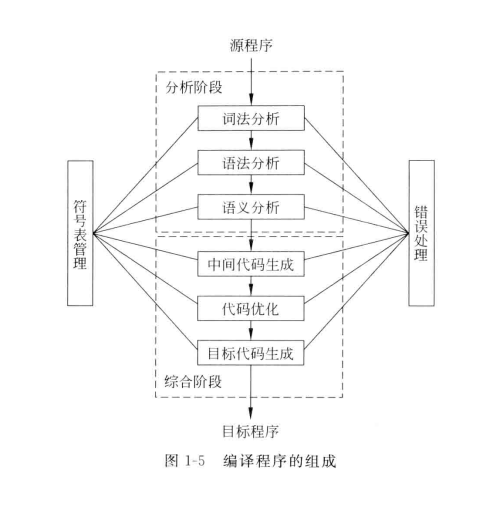 源程序
分析阶段
词法分析
语法分析
语义分析
符号表管理
错误处理
中间代码生成
代码优化
目标代码生成
综合阶段
目标程序
图 1-5 编译程序的组成